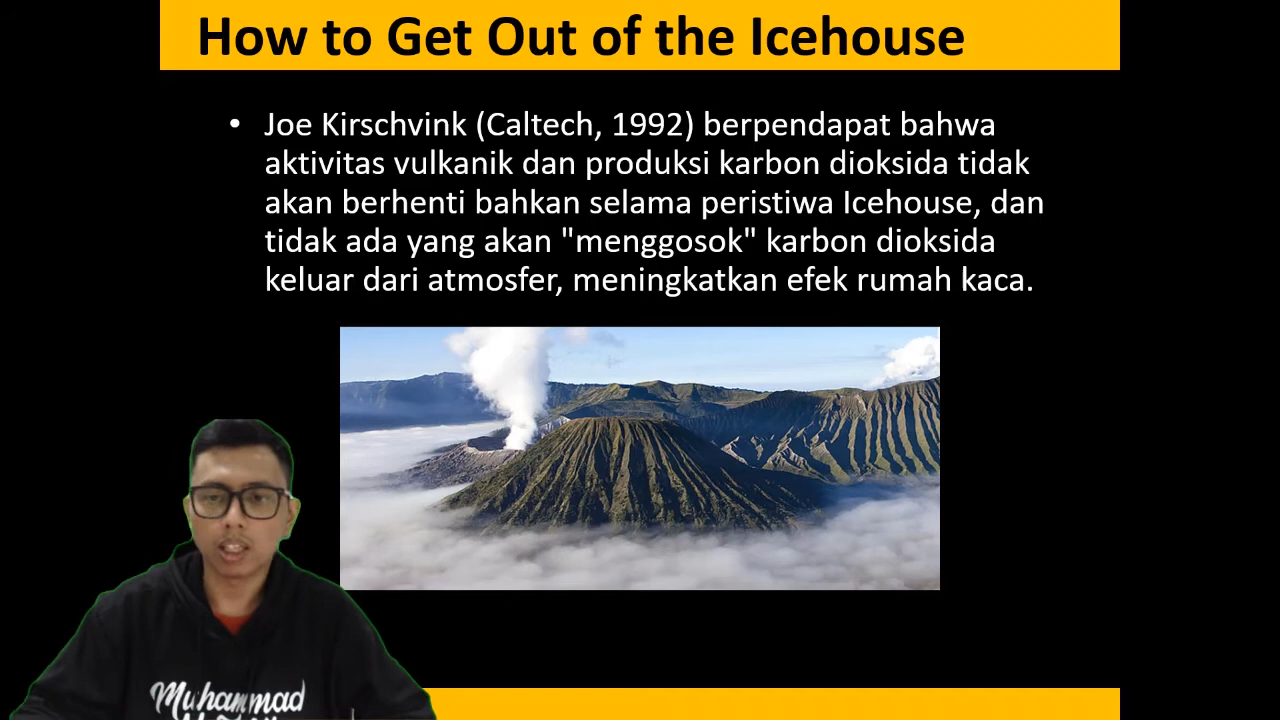 How to Get Out of the Icehouse
• Joe Kirschvink (Caltech, 1992) berpendapat bahwa
aktivitas vulkanik dan produksi karbon dioksida tidak
akan berhenti bahkan selama peristiwa Icehouse, dan
tidak ada yang akan "menggosok" karbon dioksida
keluar dari atmosfer, meningkatkan efek rumah kaca.
Muhammad